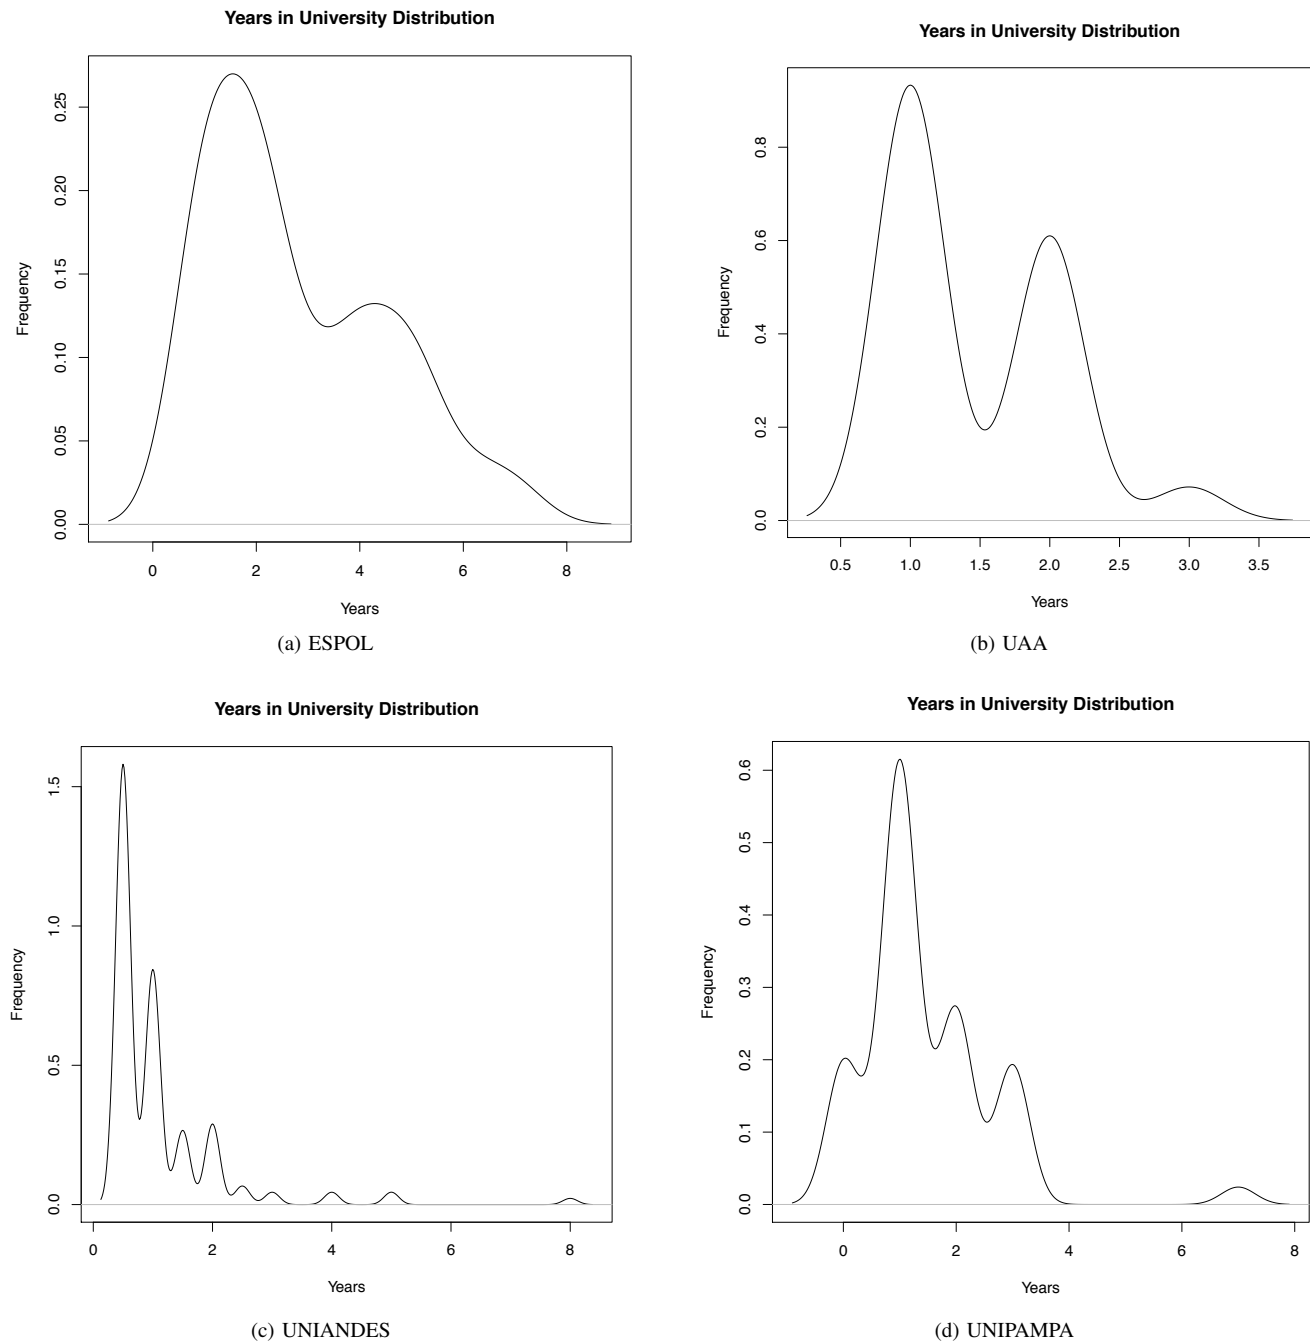 Years in University Distribution
Frequency
0.00 0.05 0.10 0.15 0.20 0.25
0 2 4 6 8
Years
(a) ESPOL
Years in University Distribution
Frequency
0.0 0.2 0.4 0.6 0.8
0.5 1.0 1.5 2.0 2.5 3.0 3.5
Years
(b) UAA
Years in University Distribution
Frequency
0.0 0.5 1.0 1.5
0 2 4 6 8
Years
(c) UNIANDES
Years in University Distribution
Frequency
0.0 0.1 0.2 0.3 0.4 0.5 0.6
0 2 4 6 8
Years
(d) UNIPAMPA